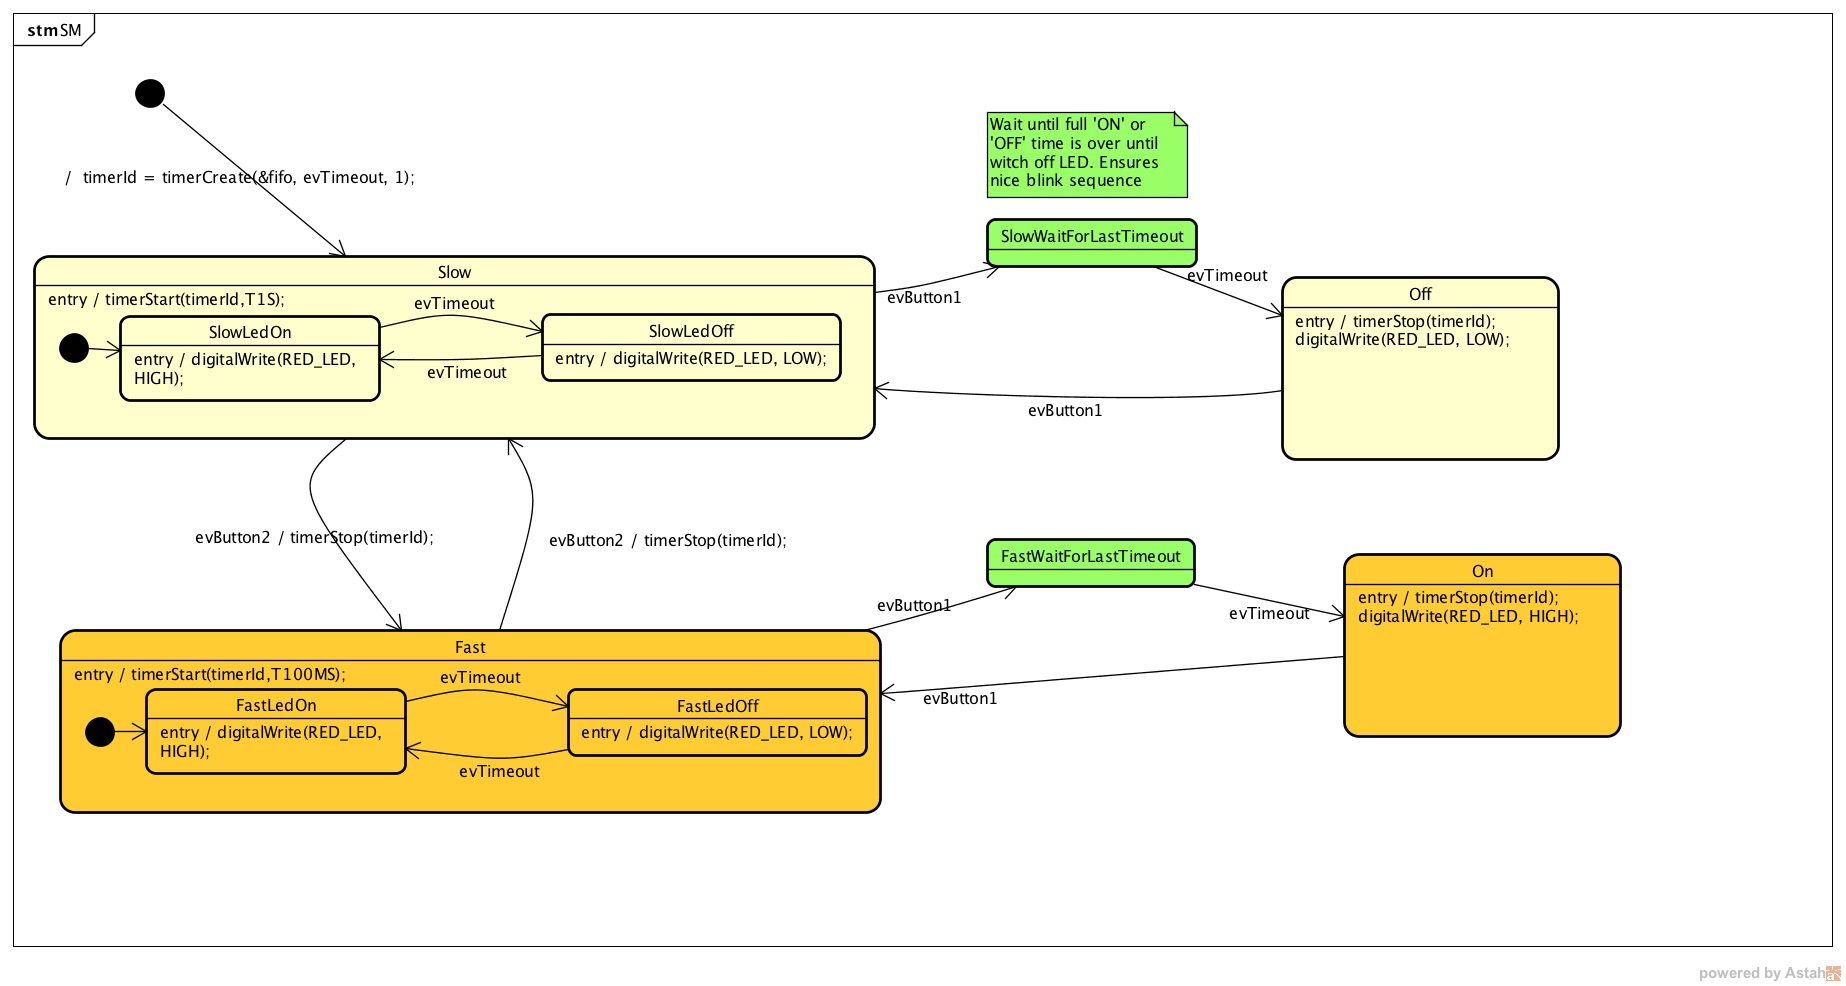 stm SM
/ timerId = timerCreate(&fifo, evTimeout, 1);
Wait until full 'ON' or
'OFF' time is over until
witch off LED. Ensures
nice blink sequence
SlowWaitForLastTimeout
Slow
entry / timerStart(timerId,T1S);
evTimeout
SlowLedOn
entry / digitalWrite(RED_LED,
HIGH);
SlowLedOff
entry / digitalWrite(RED_LED, LOW);
evTimeout
evButton1
evTimeout
Off
entry / timerStop(timerId);
digitalWrite(RED_LED, LOW);
evButton1
evButton2 / timerStop(timerId);
evButton2 / timerStop(timerId);
FastWaitForLastTimeout
evButton1
evTimeout
On
entry / timerStop(timerId);
digitalWrite(RED_LED, HIGH);
evButton1
Fast
entry / timerStart(timerId,T100MS);
evTimeout
FastLedOn
entry / digitalWrite(RED_LED,
HIGH);
FastLedOff
entry / digitalWrite(RED_LED, LOW);
evTimeout
powered by Astah